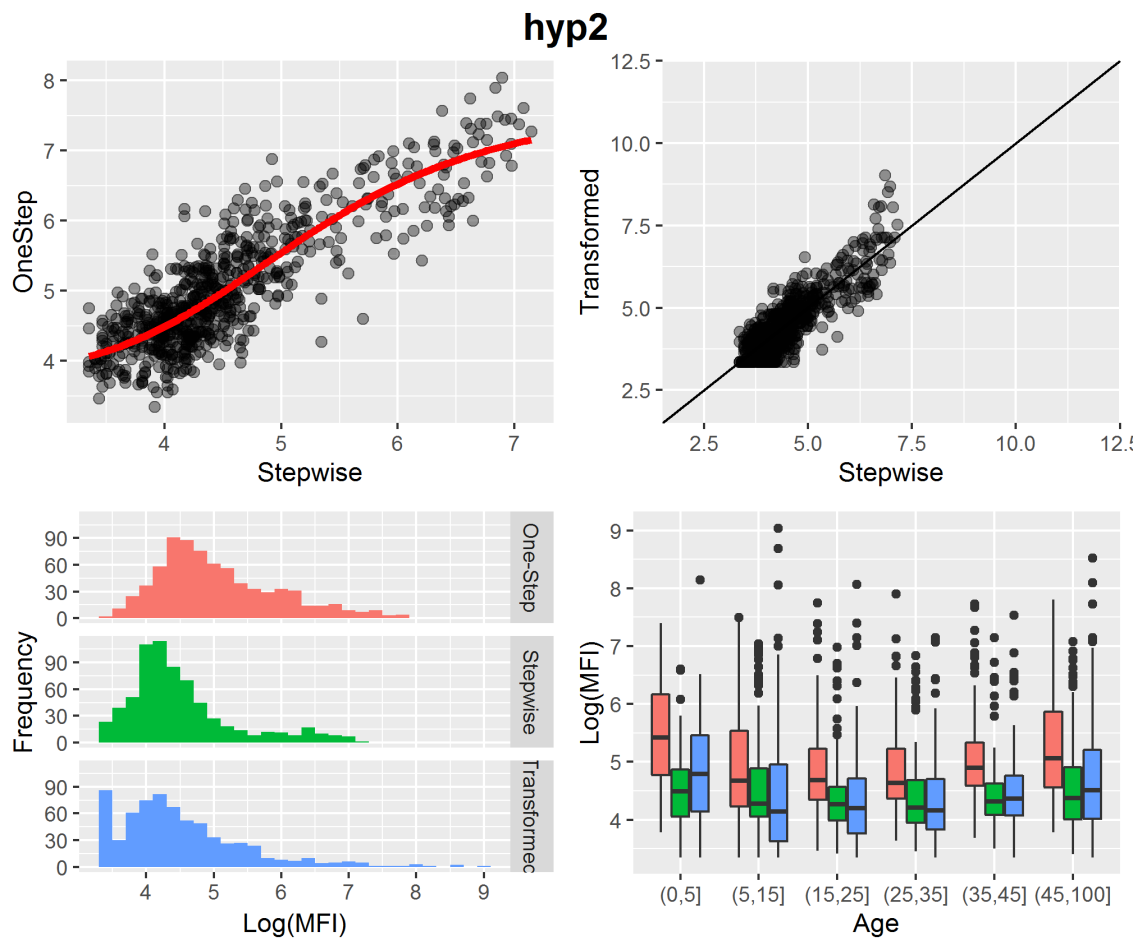 hyp2
OneStep
8
7
6
5
4
4 5 6 7
Stepwise
Transformed
12.5
10.0
7.5
5.0
2.5
2.5 5.0 7.5 10.0 12.5
Stepwise
Frequency
90
60
30
0
One-Step
90
60
30
0
Stepwise
90
60
30
0
Transformed
4 5 6 7 8 9
Log(MFI)
Log(MFI)
9
8
7
6
5
4
(0,5] (5,15] (15,25] (25,35] (35,45] (45,100]
Age